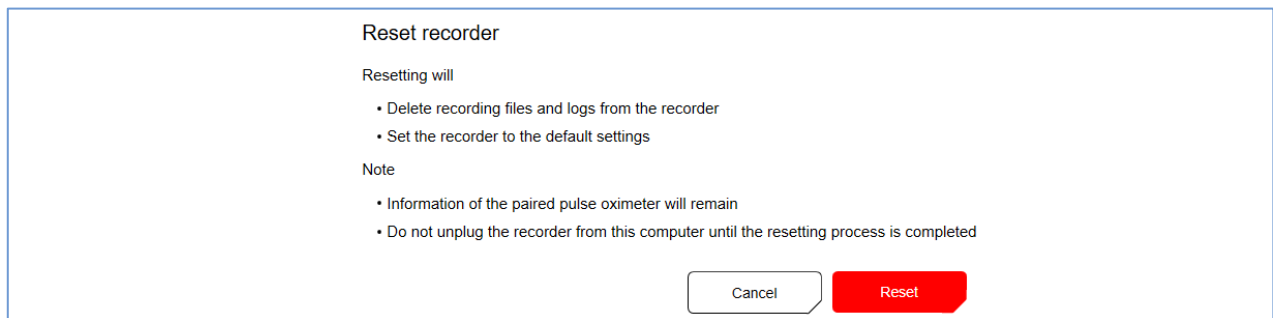 Reset recorder
Resetting will
• Delete recording files and logs from the recorder
• Set the recorder to the default settings
Note
• Information of the paired pulse oximeter will remain
• Do not unplug the recorder from this computer until the resetting process is completed
Cancel Reset